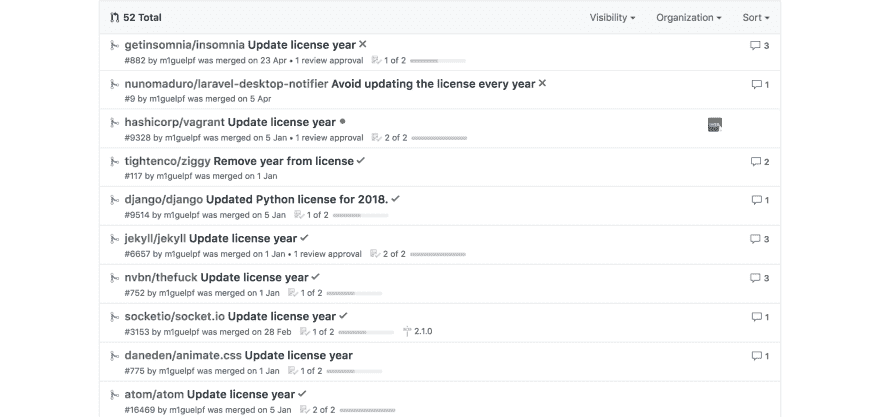 52 Total Visibility Organization Sort
getinsomnia/insomnia Update license year 3
#882 by m1guelpf was merged on 23 Apr • 1 review approval 1 of 2
nunomaduro/laravel-desktop-notifier Avoid updating the license every year 1
#9 by m1guelpf was merged on 5 Apr
hashicorp/vagrant Update license year
#9328 by m1guelpf was merged on 5 Jan • 1 review approval 2 of 2
tightenco/ziggy Remove year from license 2
#117 by m1guelpf was merged on 1 Jan
django/django Updated Python license for 2018. 1
#9514 by m1guelpf was merged on 5 Jan 1 of 2
jekyll/jekyll Update license year 3
#6657 by m1guelpf was merged on 1 Jan • 1 review approval 2 of 2
nvbn/thefuck Update license year 3
#752 by m1guelpf was merged on 1 Jan 1 of 2
socketio/socket.io Update license year 1
#3153 by m1guelpf was merged on 28 Feb 1 of 2 2.1.0
daneden/animate.css Update license year 1
#775 by m1guelpf was merged on 1 Jan 1 of 2
atom/atom Update license year
#16469 by m1guelpf was merged on 5 Jan 2 of 2